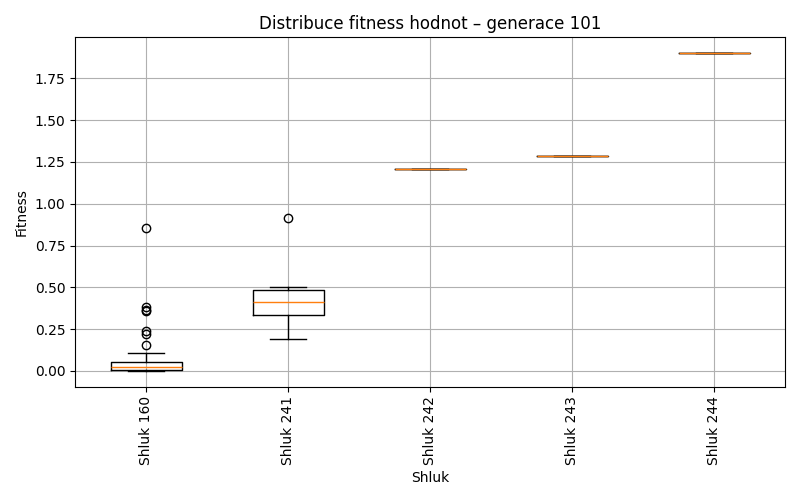 Distribuce fitness hodnot – generace 101
1.75
1.50
1.25
1.00
0.75
0.50
0.25
0.00
Fitness
Shluk 160
Shluk 241
Shluk 242
Shluk 243
Shluk 244
Shluk